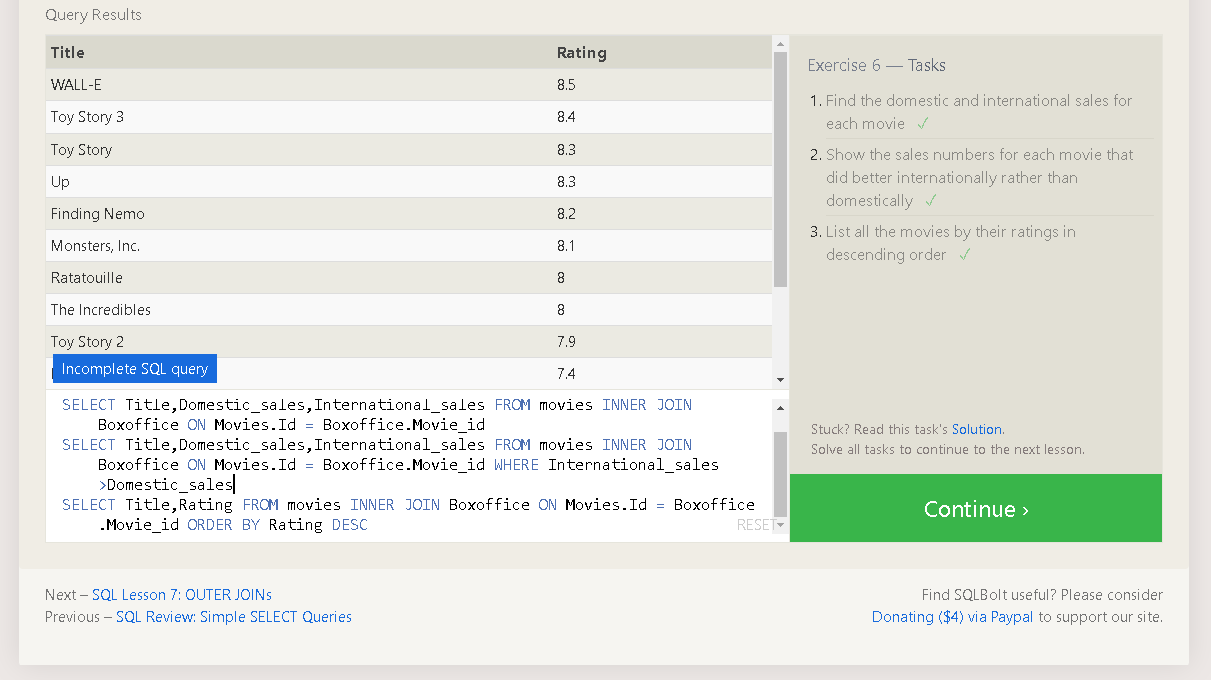 Query Results
Title Rating
WALL-E 8.5
Toy Story 3 8.4
Toy Story 8.3
Up 8.3
Finding Nemo 8.2
Monsters, Inc. 8.1
Ratatouille 8
The Incredibles 8
Toy Story 2 7.9
7.4
Incomplete SQL query
SELECT Title,Domestic_sales,International_sales FROM movies INNER JOIN
Boxoffice ON Movies.Id = Boxoffice.Movie_id
SELECT Title,Domestic_sales,International_sales FROM movies INNER JOIN
Boxoffice ON Movies.Id = Boxoffice.Movie_id WHERE International_sales
>Domestic_sales
SELECT Title,Rating FROM movies INNER JOIN Boxoffice ON Movies.Id = Boxoffice
.Movie_id ORDER BY Rating DESC
RESET
Exercise 6 — Tasks
1. Find the domestic and international sales for
each movie ✓
2. Show the sales numbers for each movie that
did better internationally rather than
domestically ✓
3. List all the movies by their ratings in
descending order ✓
Stuck? Read this task's Solution.
Solve all tasks to continue to the next lesson.
Continue ›
Next – SQL Lesson 7: OUTER JOINs
Previous – SQL Review: Simple SELECT Queries
Find SQLBolt useful? Please consider
Donating ($4) via Paypal to support our site.